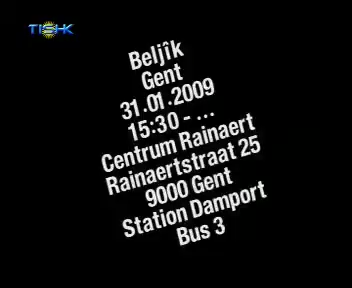 TISHK
Beljîk
Gent
31.01.2009
15:30 - ...
Centrum Rainaert
Rainaertstraat 25
9000 Gent
Station Damport
Bus 3